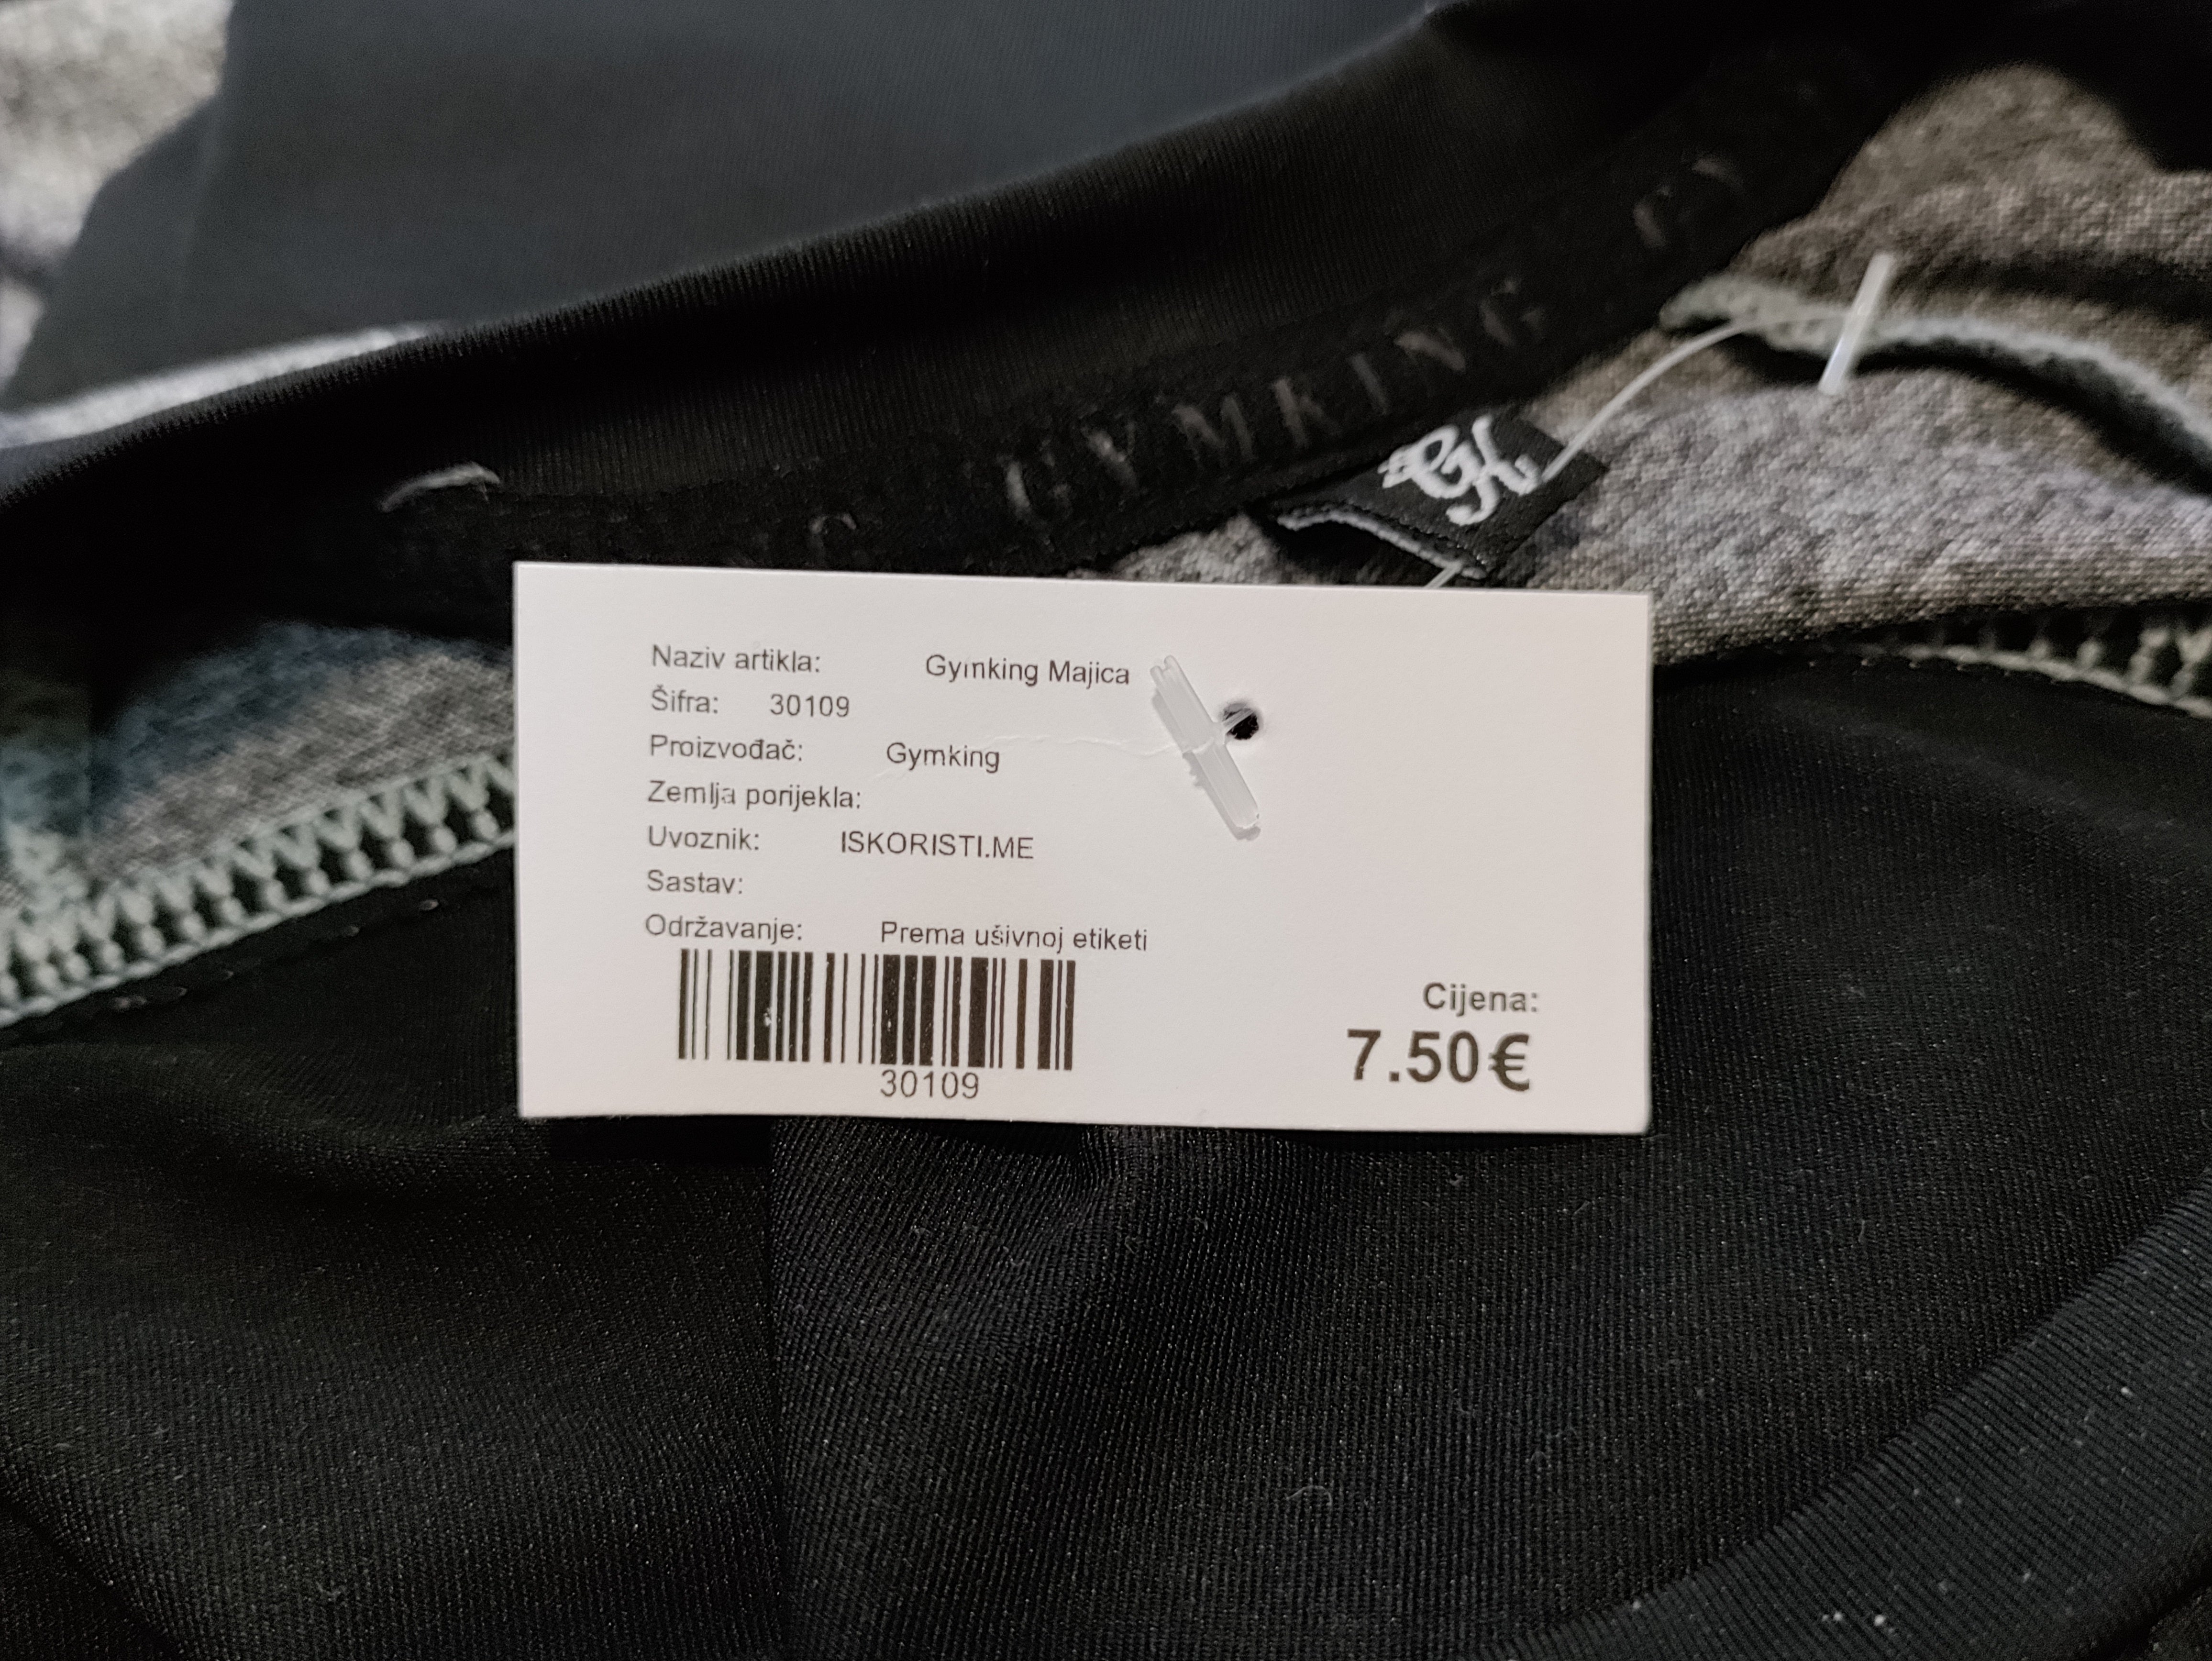 GYMKING
GK
Naziv artikla: Gymking Majica
Šifra: 30109
Proizvođač: Gymking
Zemlja porijekla:
Uvoznik: ISKORISTI.ME
Sastav:
Održavanje: Prema ušivnoj etiketi
30109
Cijena:
7.50€